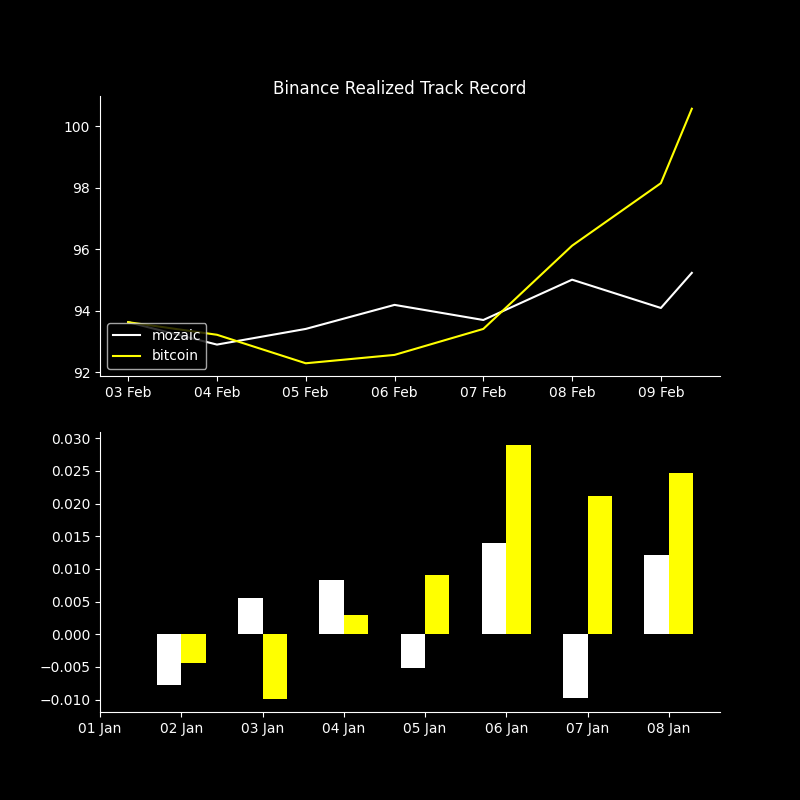 Binance Realized Track Record
100
98
96
94
92
mozaic
bitcoin
03 Feb 04 Feb 05 Feb 06 Feb 07 Feb 08 Feb 09 Feb
0.030
0.025
0.020
0.015
0.010
0.005
0.000
−0.005
−0.010
01 Jan 02 Jan 03 Jan 04 Jan 05 Jan 06 Jan 07 Jan 08 Jan